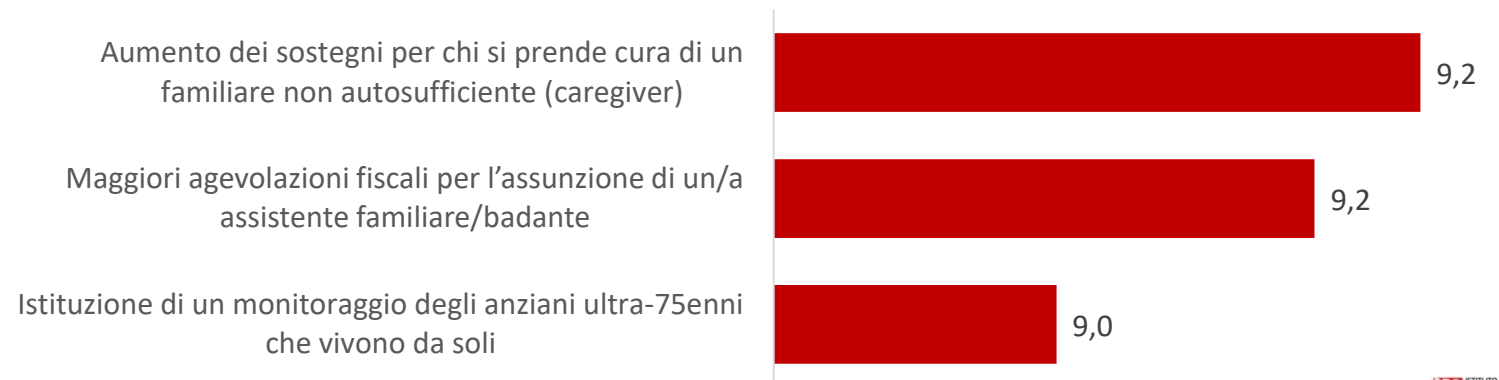 Aumento dei sostegni per chi si prende cura di un
familiare non autosufficiente (caregiver)
9,2
Maggiori agevolazioni fiscali per l’assunzione di un/a
assistente familiare/badante
9,2
Istituzione di un monitoraggio degli anziani ultra-75enni
che vivono da soli
9,0